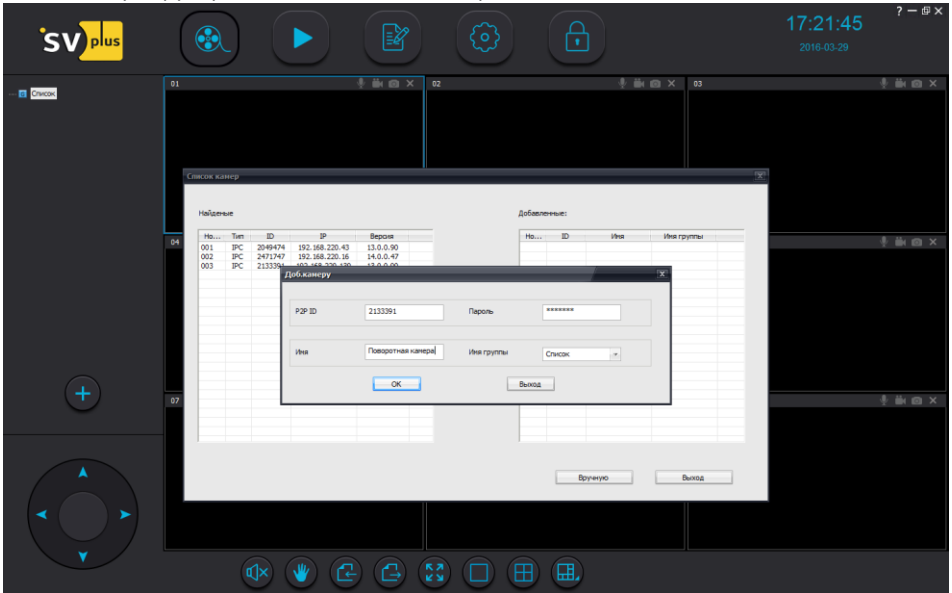 SV plus
17:21:45
2016-03-29
Список
01
02
03
Список камер
Найденые
Добавленные:
Но... Тип ID IP Версия
Но... ID Имя Имя группы
001 IPC 2049474 192.168.220.43 13.0.0.90
002 IPC 2471747 192.168.220.16 14.0.0.47
003 IPC 2133391
04
Доб.камеру
P2P ID 2133391 Пароль *******
Имя Поворотная камера Имя группы Список
OK Выход
07
Вручную Выход